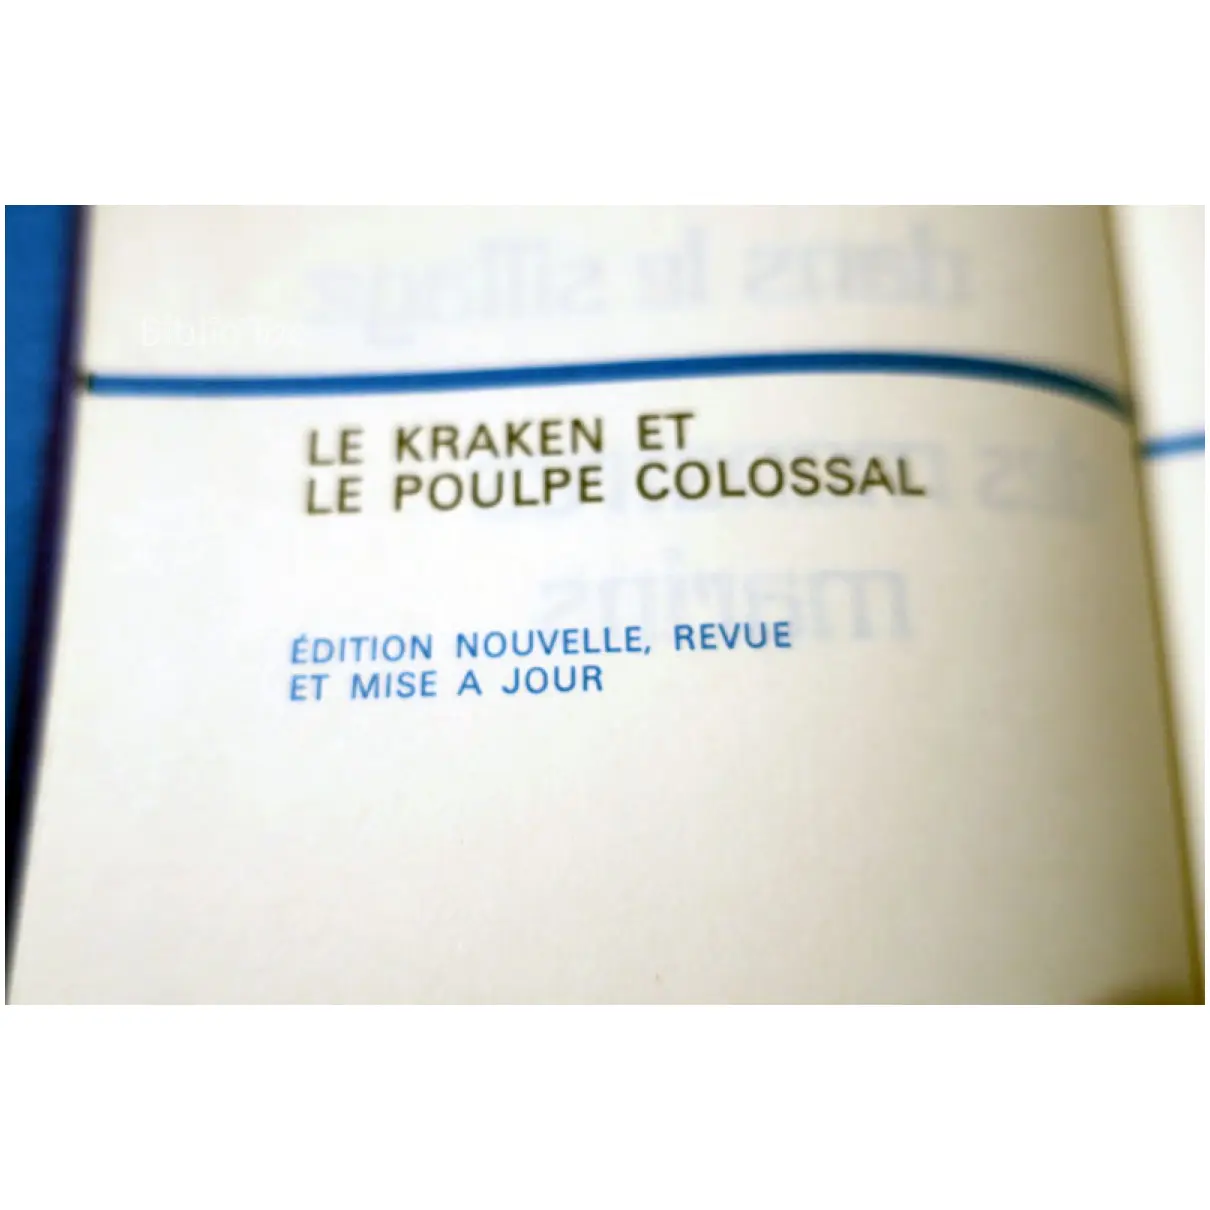 LE KRAKEN ET
LE POULPE COLOSSAL
ÉDITION NOUVELLE, REVUE
ET MISE A JOUR